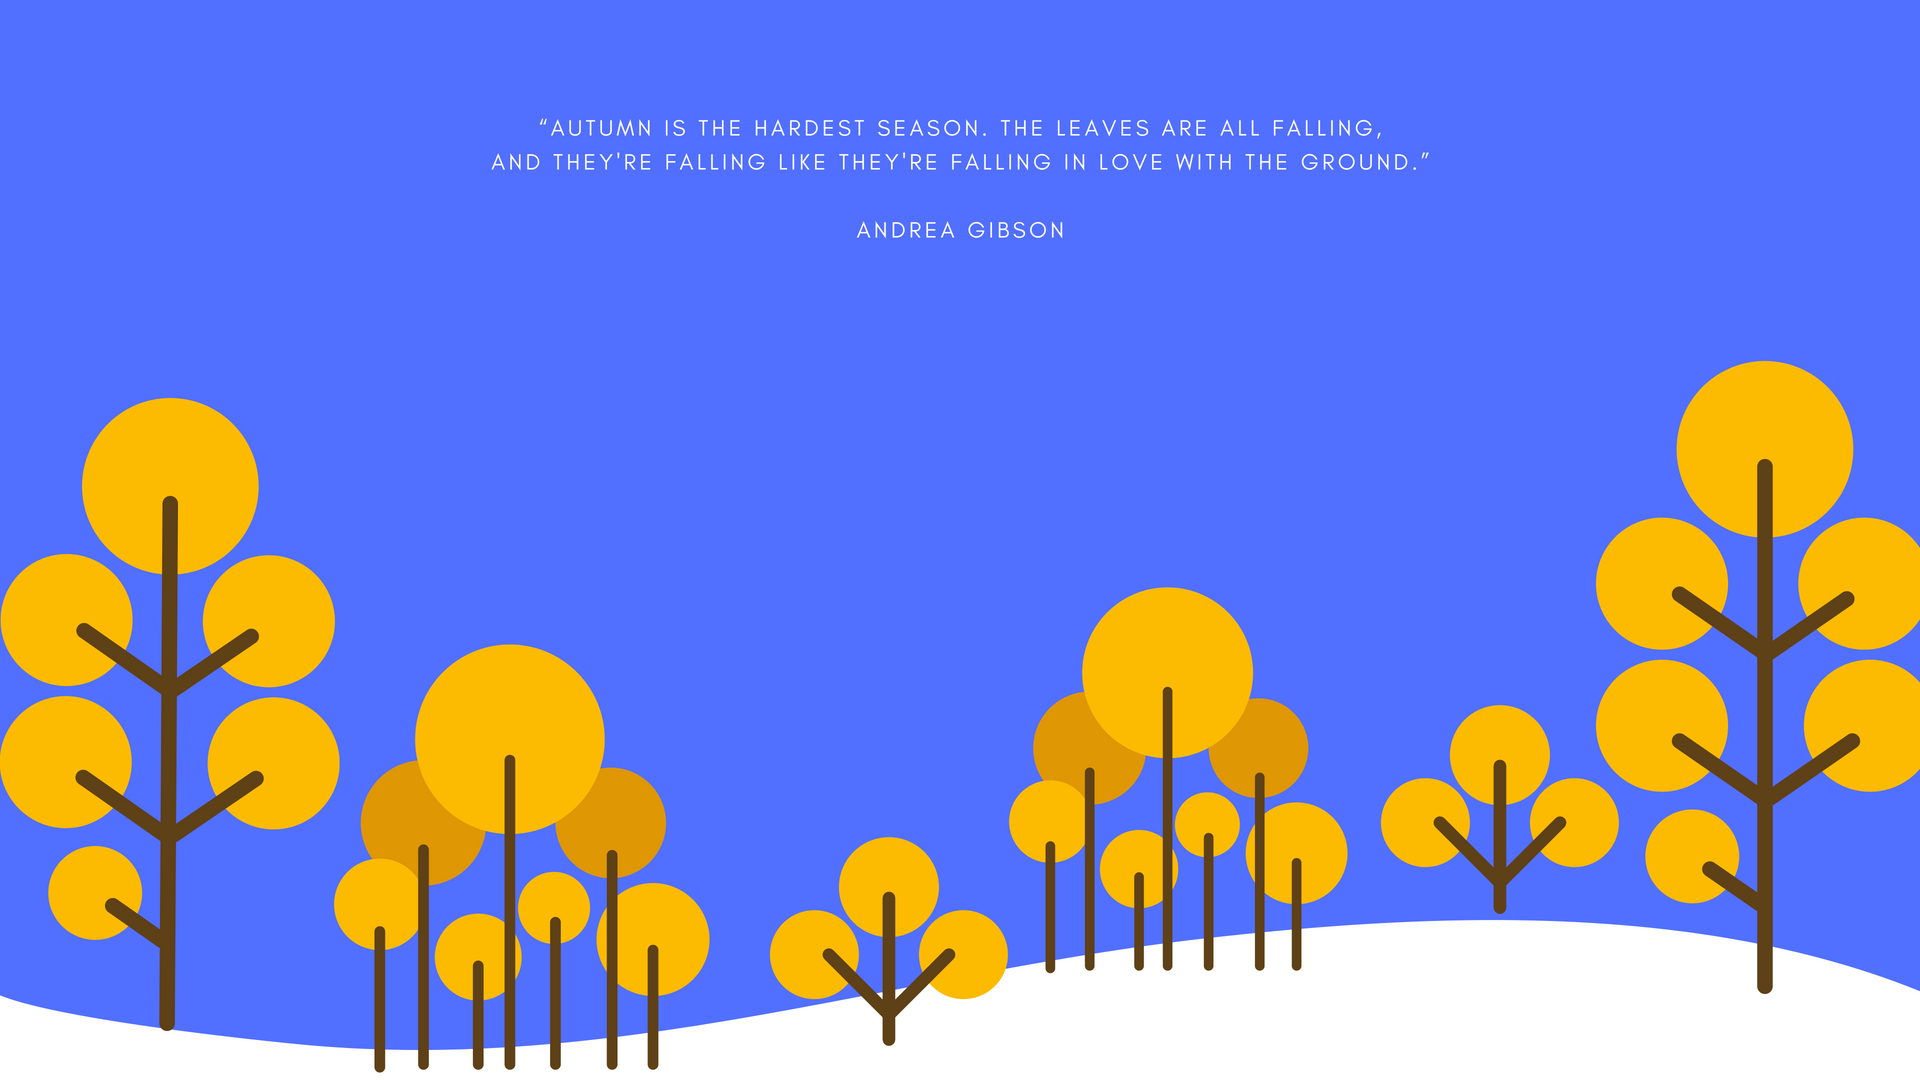 “AUTUMN IS THE HARDEST SEASON. THE LEAVES ARE ALL FALLING,
AND THEY'RE FALLING LIKE THEY'RE FALLING IN LOVE WITH THE GROUND.”
ANDREA GIBSON